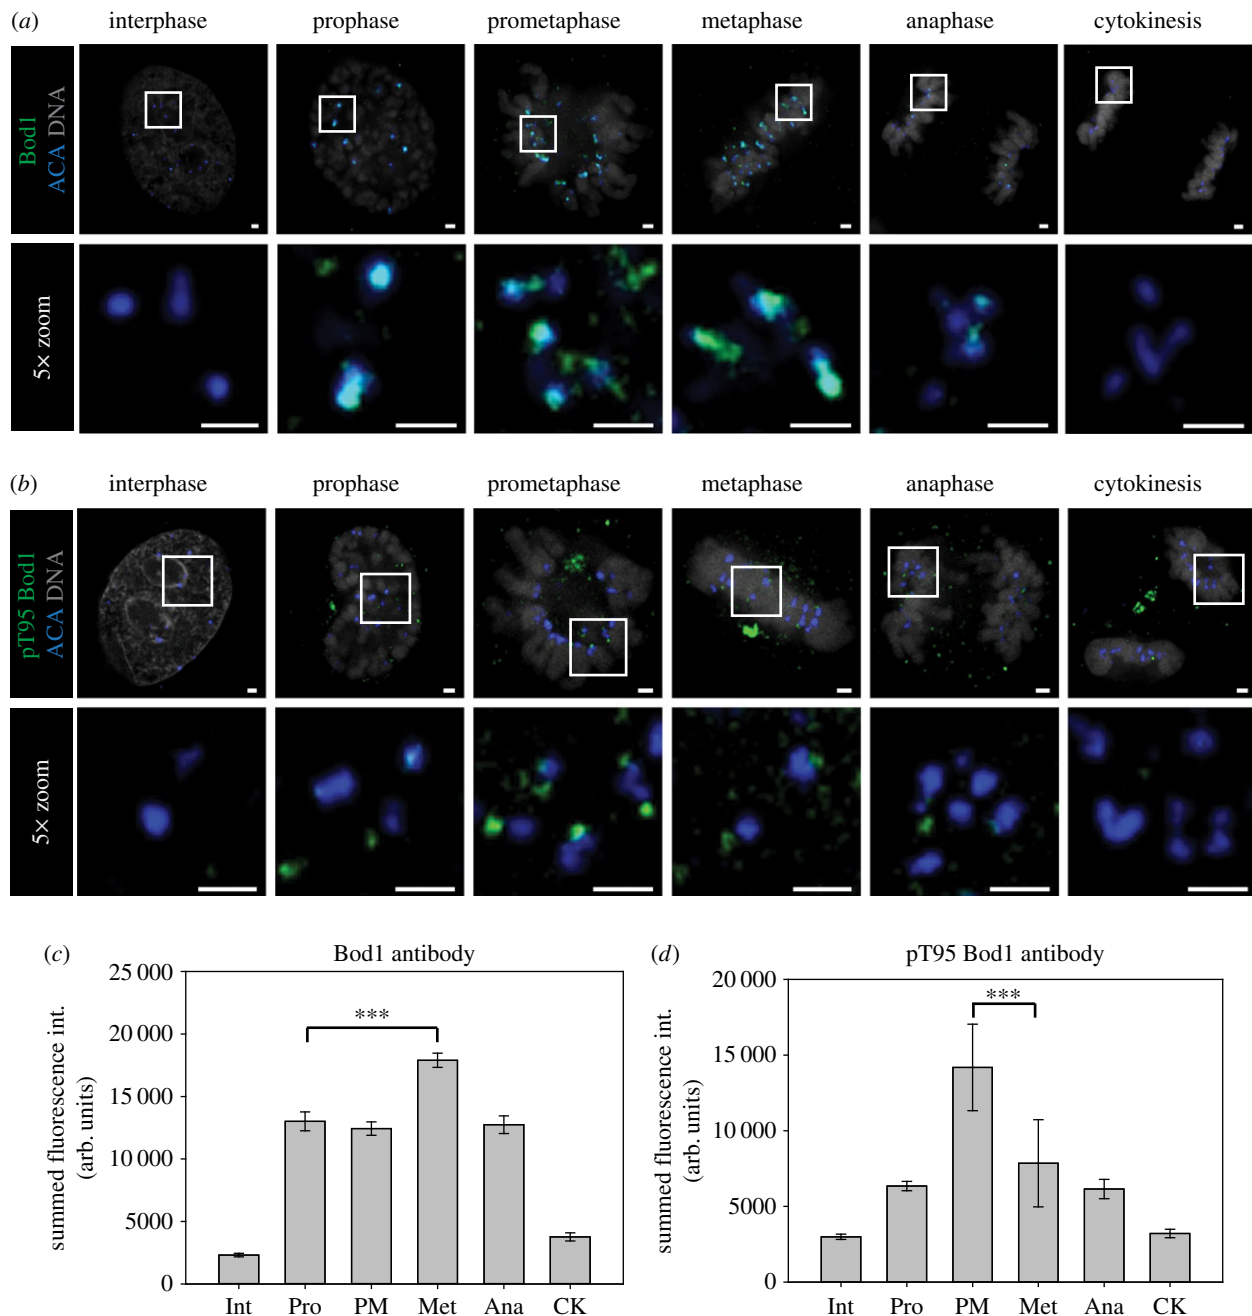 (a) interphase prophase prometaphase metaphase anaphase cytokinesis
Bod1
ACA DNA
5× zoom
(b) interphase prophase prometaphase metaphase anaphase cytokinesis
pT95 Bod1
ACA DNA
5× zoom
(c) Bod1 antibody
summed fluorescence int.
(arb. units)
25 000
20 000
15 000
10 000
5000
0
***
Int Pro PM Met Ana CK
(d) pT95 Bod1 antibody
summed fluorescence int.
(arb. units)
20 000
15 000
10 000
5000
0
***
Int Pro PM Met Ana CK